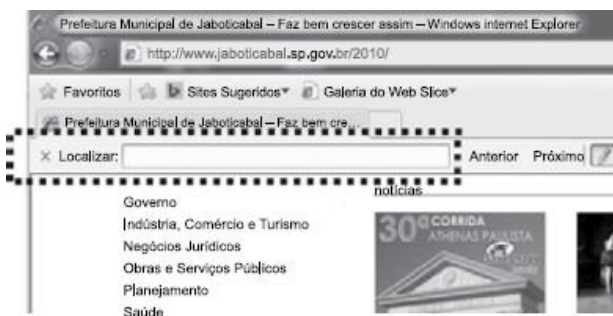 Prefeitura Municipal de Jaboticabal – Faz bem crescer assim – Windows internet Explorer
http://www.jaboticabal.sp.gov.br/2010/
Favoritos Sites Sugeridos Galeria do Web Slice
Prefeitura Municipal de Jaboticabal – Faz bem cre...
× Localizar: Anterior Próximo
notícias
Governo
Indústria, Comércio e Turismo
Negócios Jurídicos
Obras e Serviços Públicos
Planejamento
Saúde
30ª CORRIDA
ATHENAS PAULISTA